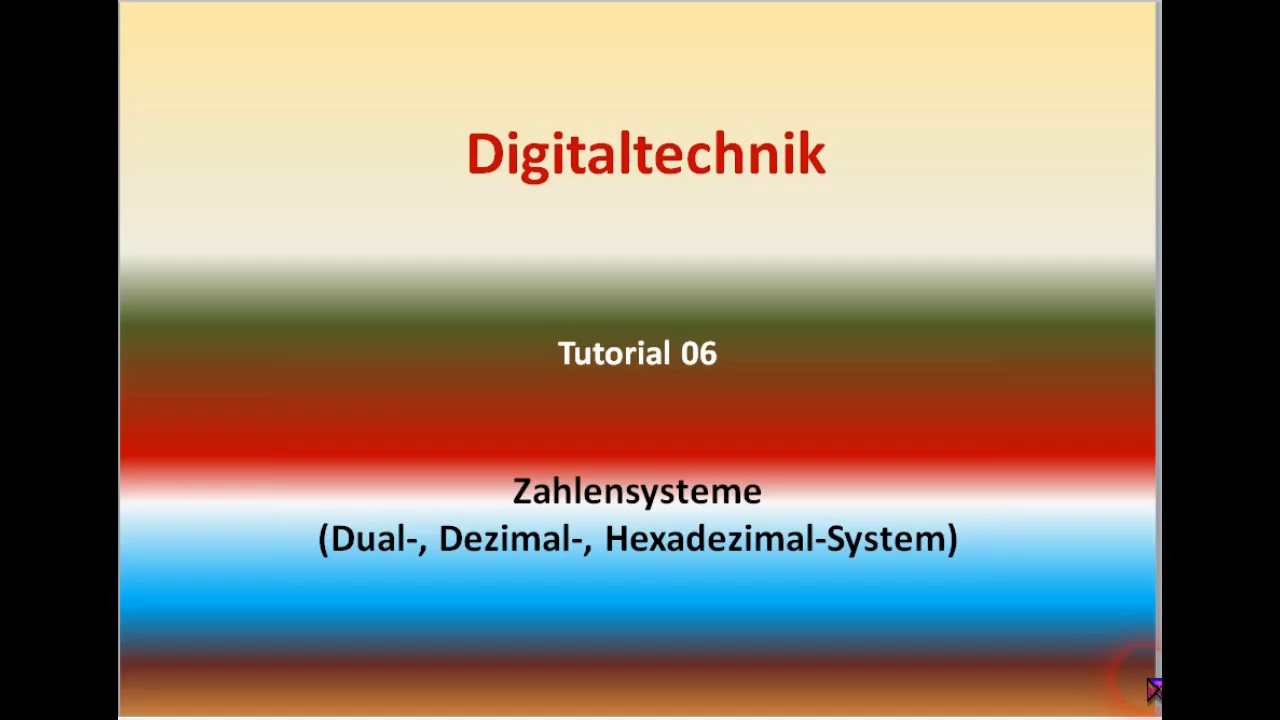 Digitaltechnik
Tutorial 06
Zahlensysteme
(Dual-, Dezimal-, Hexadezimal-System)